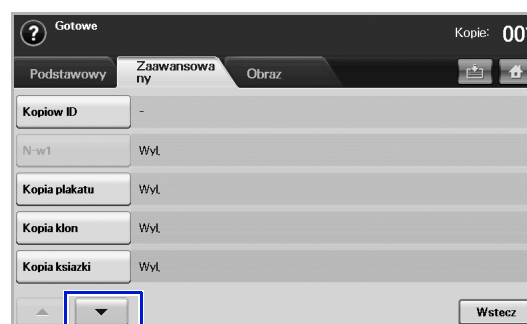 Gotowe
Kopie: 001
Podstawowy
Zaawansowa
ny
Obraz
Kopiow ID
-
N-w1
Wył.
Kopia plakatu
Wył.
Kopia klon
Wył.
Kopia ksiazki
Wył.
Wstecz